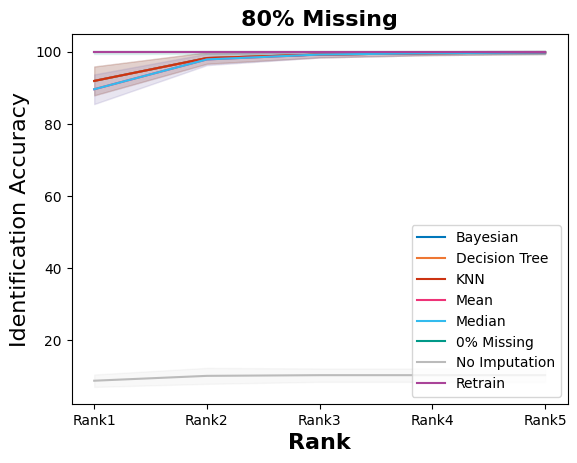 80% Missing
Identification Accuracy
100
80
60
40
20
Bayesian
Decision Tree
KNN
Mean
Median
0% Missing
No Imputation
Retrain
Rank1 Rank2 Rank3 Rank4 Rank5
Rank